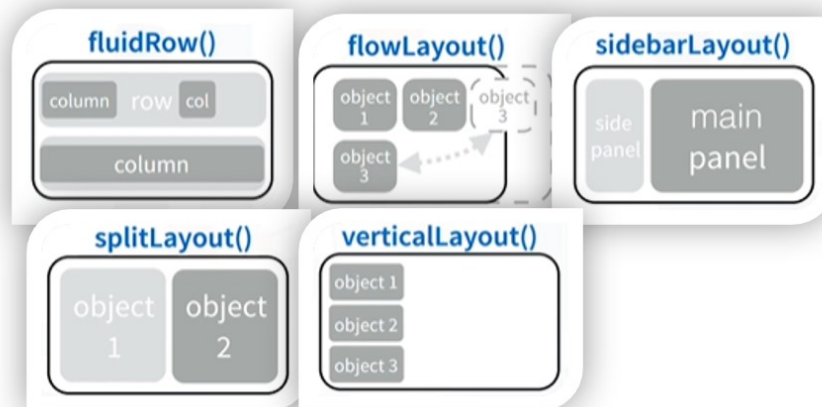 fluidRow()
column row col
column
flowLayout()
object
1
object
2
object
3
object
3
sidebarLayout()
side
panel
main
panel
splitLayout()
object
1
object
2
verticalLayout()
object 1
object 2
object 3